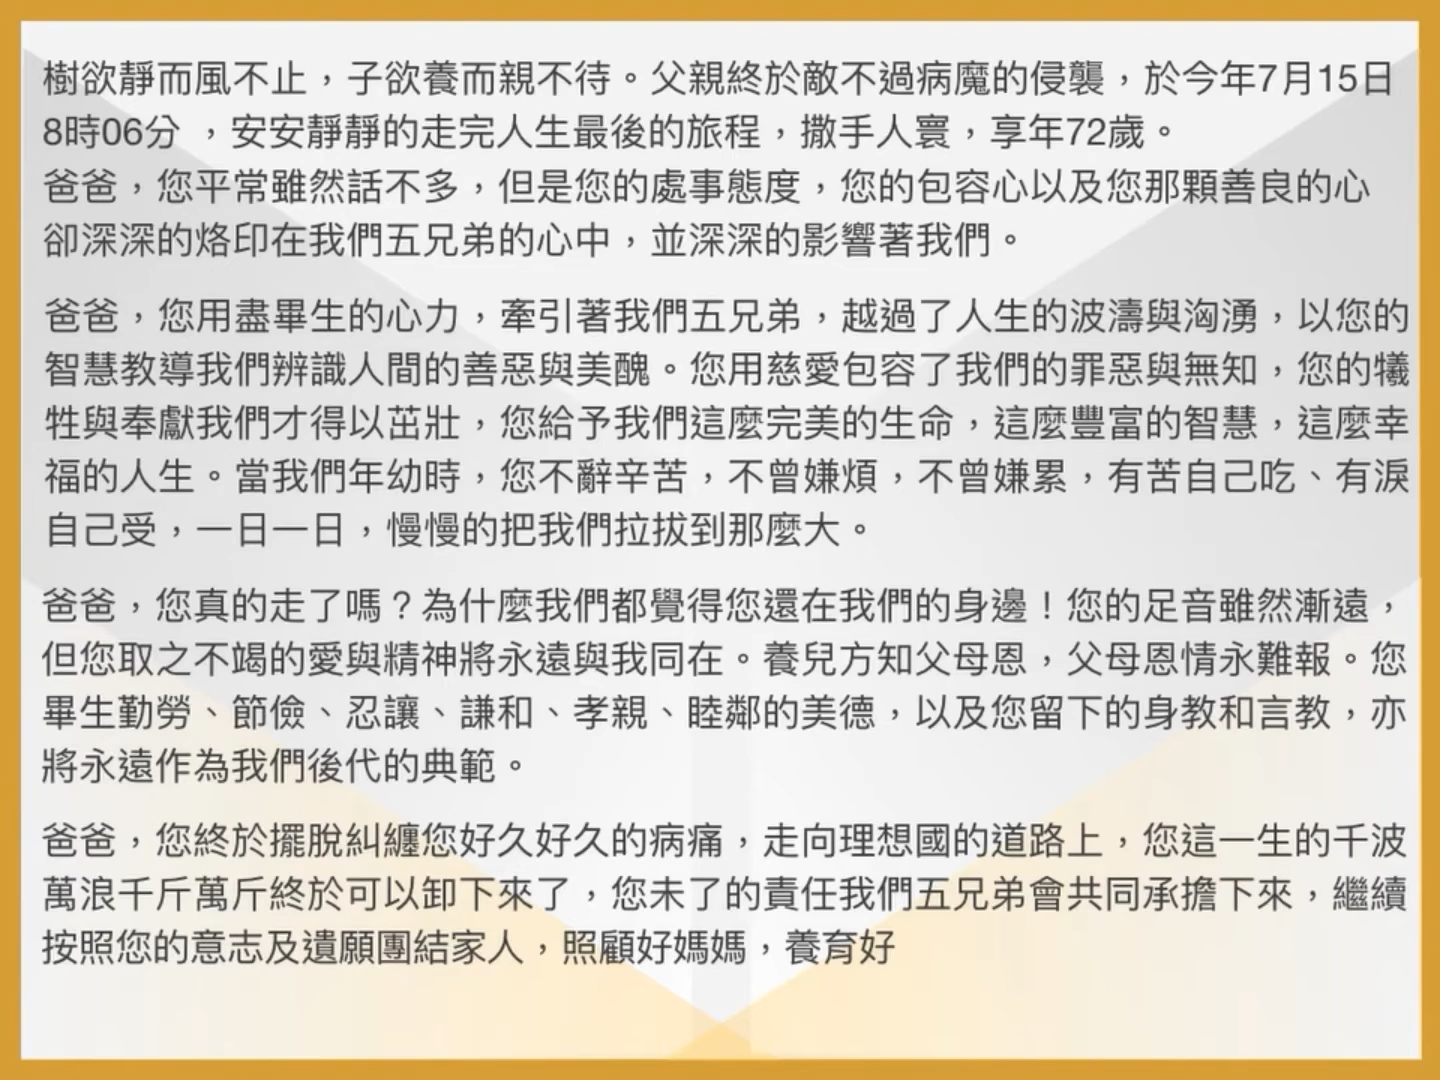 樹欲靜而風不止，子欲養而親不待。父親終於敵不過病魔的侵襲，於今年7月15日
8時06分 ，安安靜靜的走完人生最後的旅程，撒手人寰，享年72歲。
爸爸，您平常雖然話不多，但是您的處事態度，您的包容心以及您那顆善良的心
卻深深的烙印在我們五兄弟的心中，並深深的影響著我們。
爸爸，您用盡畢生的心力，牽引著我們五兄弟，越過了人生的波濤與洶湧，以您的
智慧教導我們辨識人間的善惡與美醜。您用慈愛包容了我們的罪惡與無知，您的犧
牲與奉獻我們才得以茁壯，您給予我們這麼完美的生命，這麼豐富的智慧，這麼幸
福的人生。當我們年幼時，您不辭辛苦，不曾嫌煩，不曾嫌累，有苦自己吃、有淚
自己受，一日一日，慢慢的把我們拉拔到那麼大。
爸爸，您真的走了嗎？為什麼我們都覺得您還在我們的身邊！您的足音雖然漸遠，
但您取之不竭的愛與精神將永遠與我同在。養兒方知父母恩，父母恩情永難報。您
畢生勤勞、節儉、忍讓、謙和、孝親、睦鄰的美德，以及您留下的身教和言教，亦
將永遠作為我們後代的典範。
爸爸，您終於擺脫糾纏您好久好久的病痛，走向理想國的道路上，您這一生的千波
萬浪千斤萬斤終於可以卸下來了，您未了的責任我們五兄弟會共同承擔下來，繼續
按照您的意志及遺願團結家人，照顧好媽媽，養育好